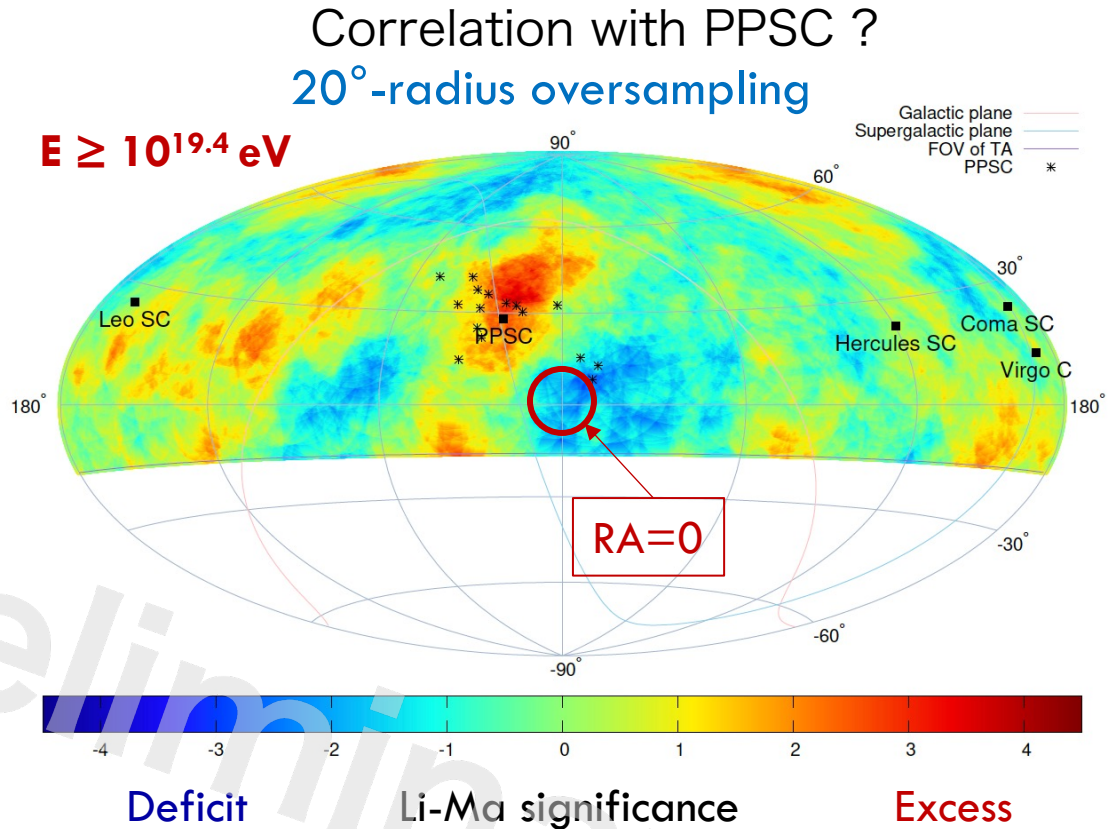 Correlation with PPSC ?
20°-radius oversampling
E ≥ 10^19.4 eV
Galactic plane
Supergalactic plane
FOV of TA
PPSC
90°
60°
30°
Leo SC
PPSC
Coma SC
Hercules SC
Virgo C
180°
180°
RA=0
-30°
-60°
-90°
-4 -3 -2 -1 0 1 2 3 4
Deficit Li-Ma significance Excess
elimin